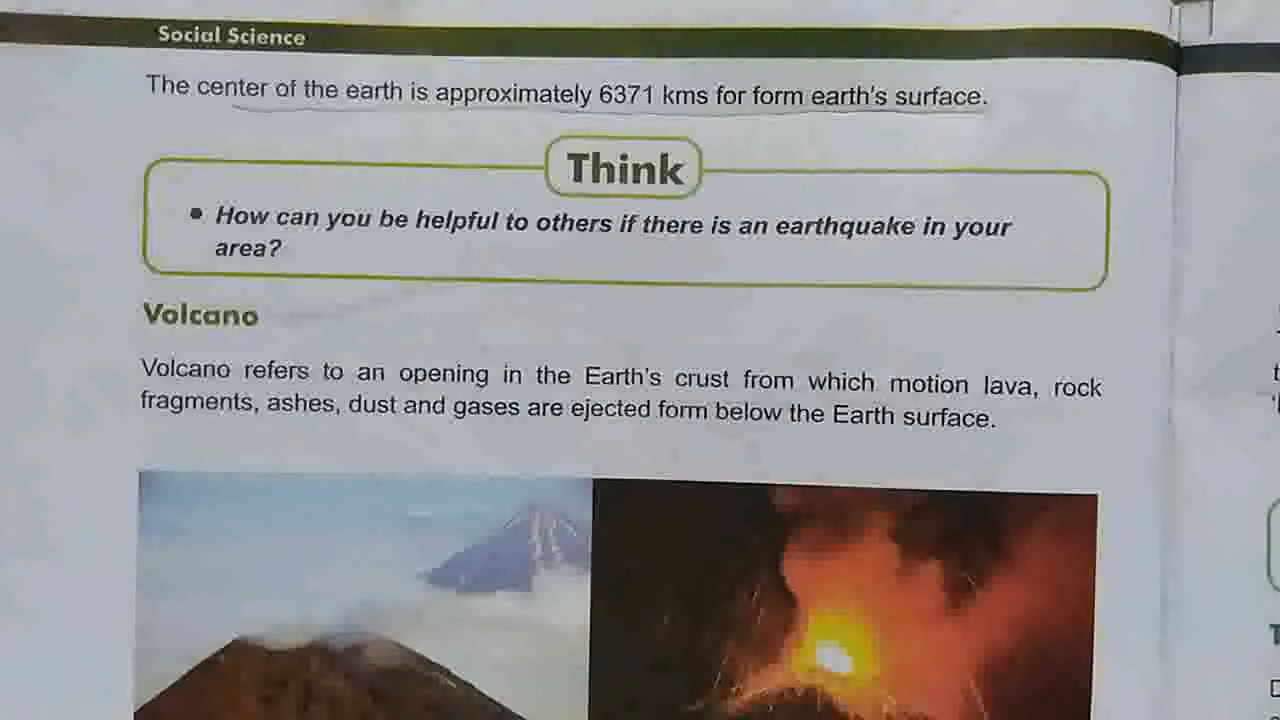 Social Science
The center of the earth is approximately 6371 kms for form earth's surface.
Think
• How can you be helpful to others if there is an earthquake in your
area?
Volcano
Volcano refers to an opening in the Earth's crust from which motion lava, rock
fragments, ashes, dust and gases are ejected form below the Earth surface.